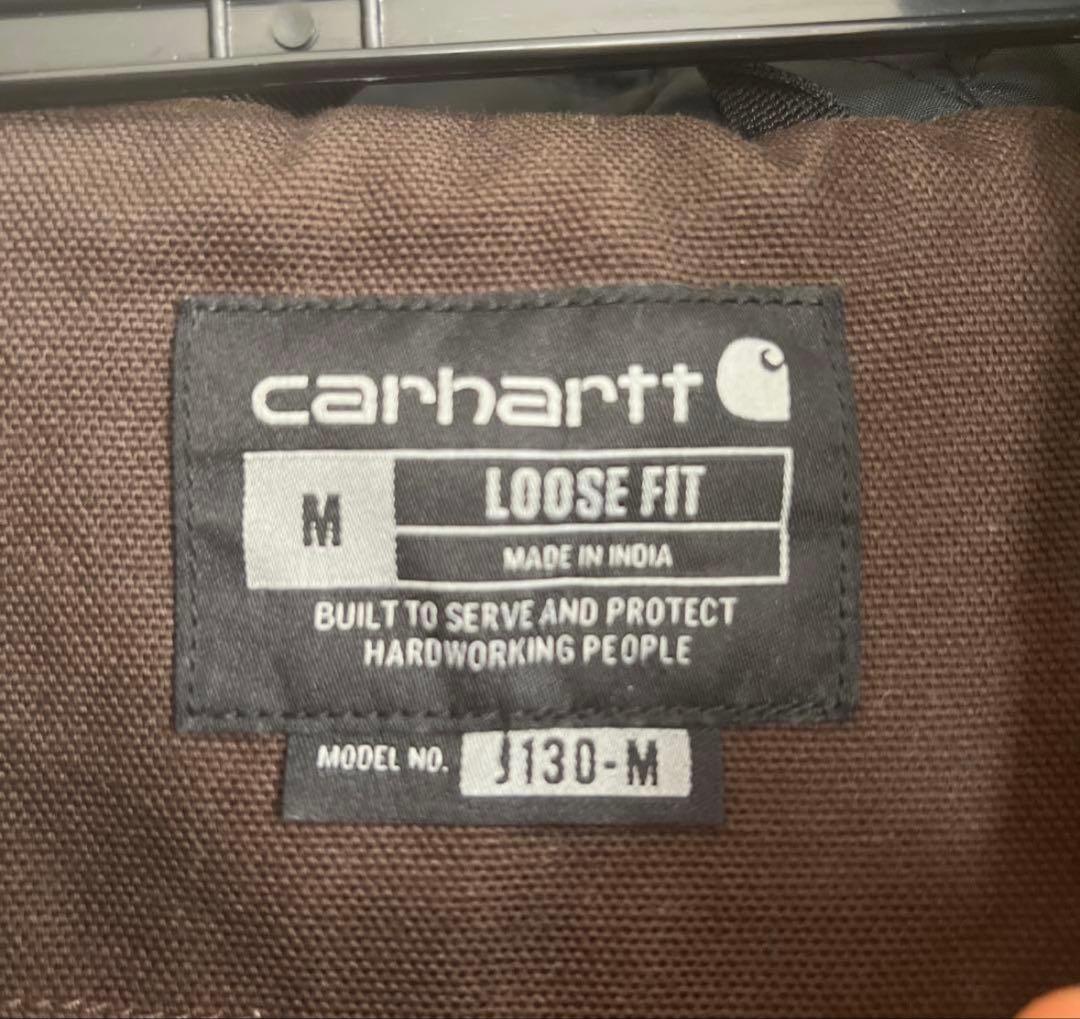 carhartt
M
LOOSE FIT
MADE IN INDIA
BUILT TO SERVE AND PROTECT
HARDWORKING PEOPLE
MODEL NO. J130-M